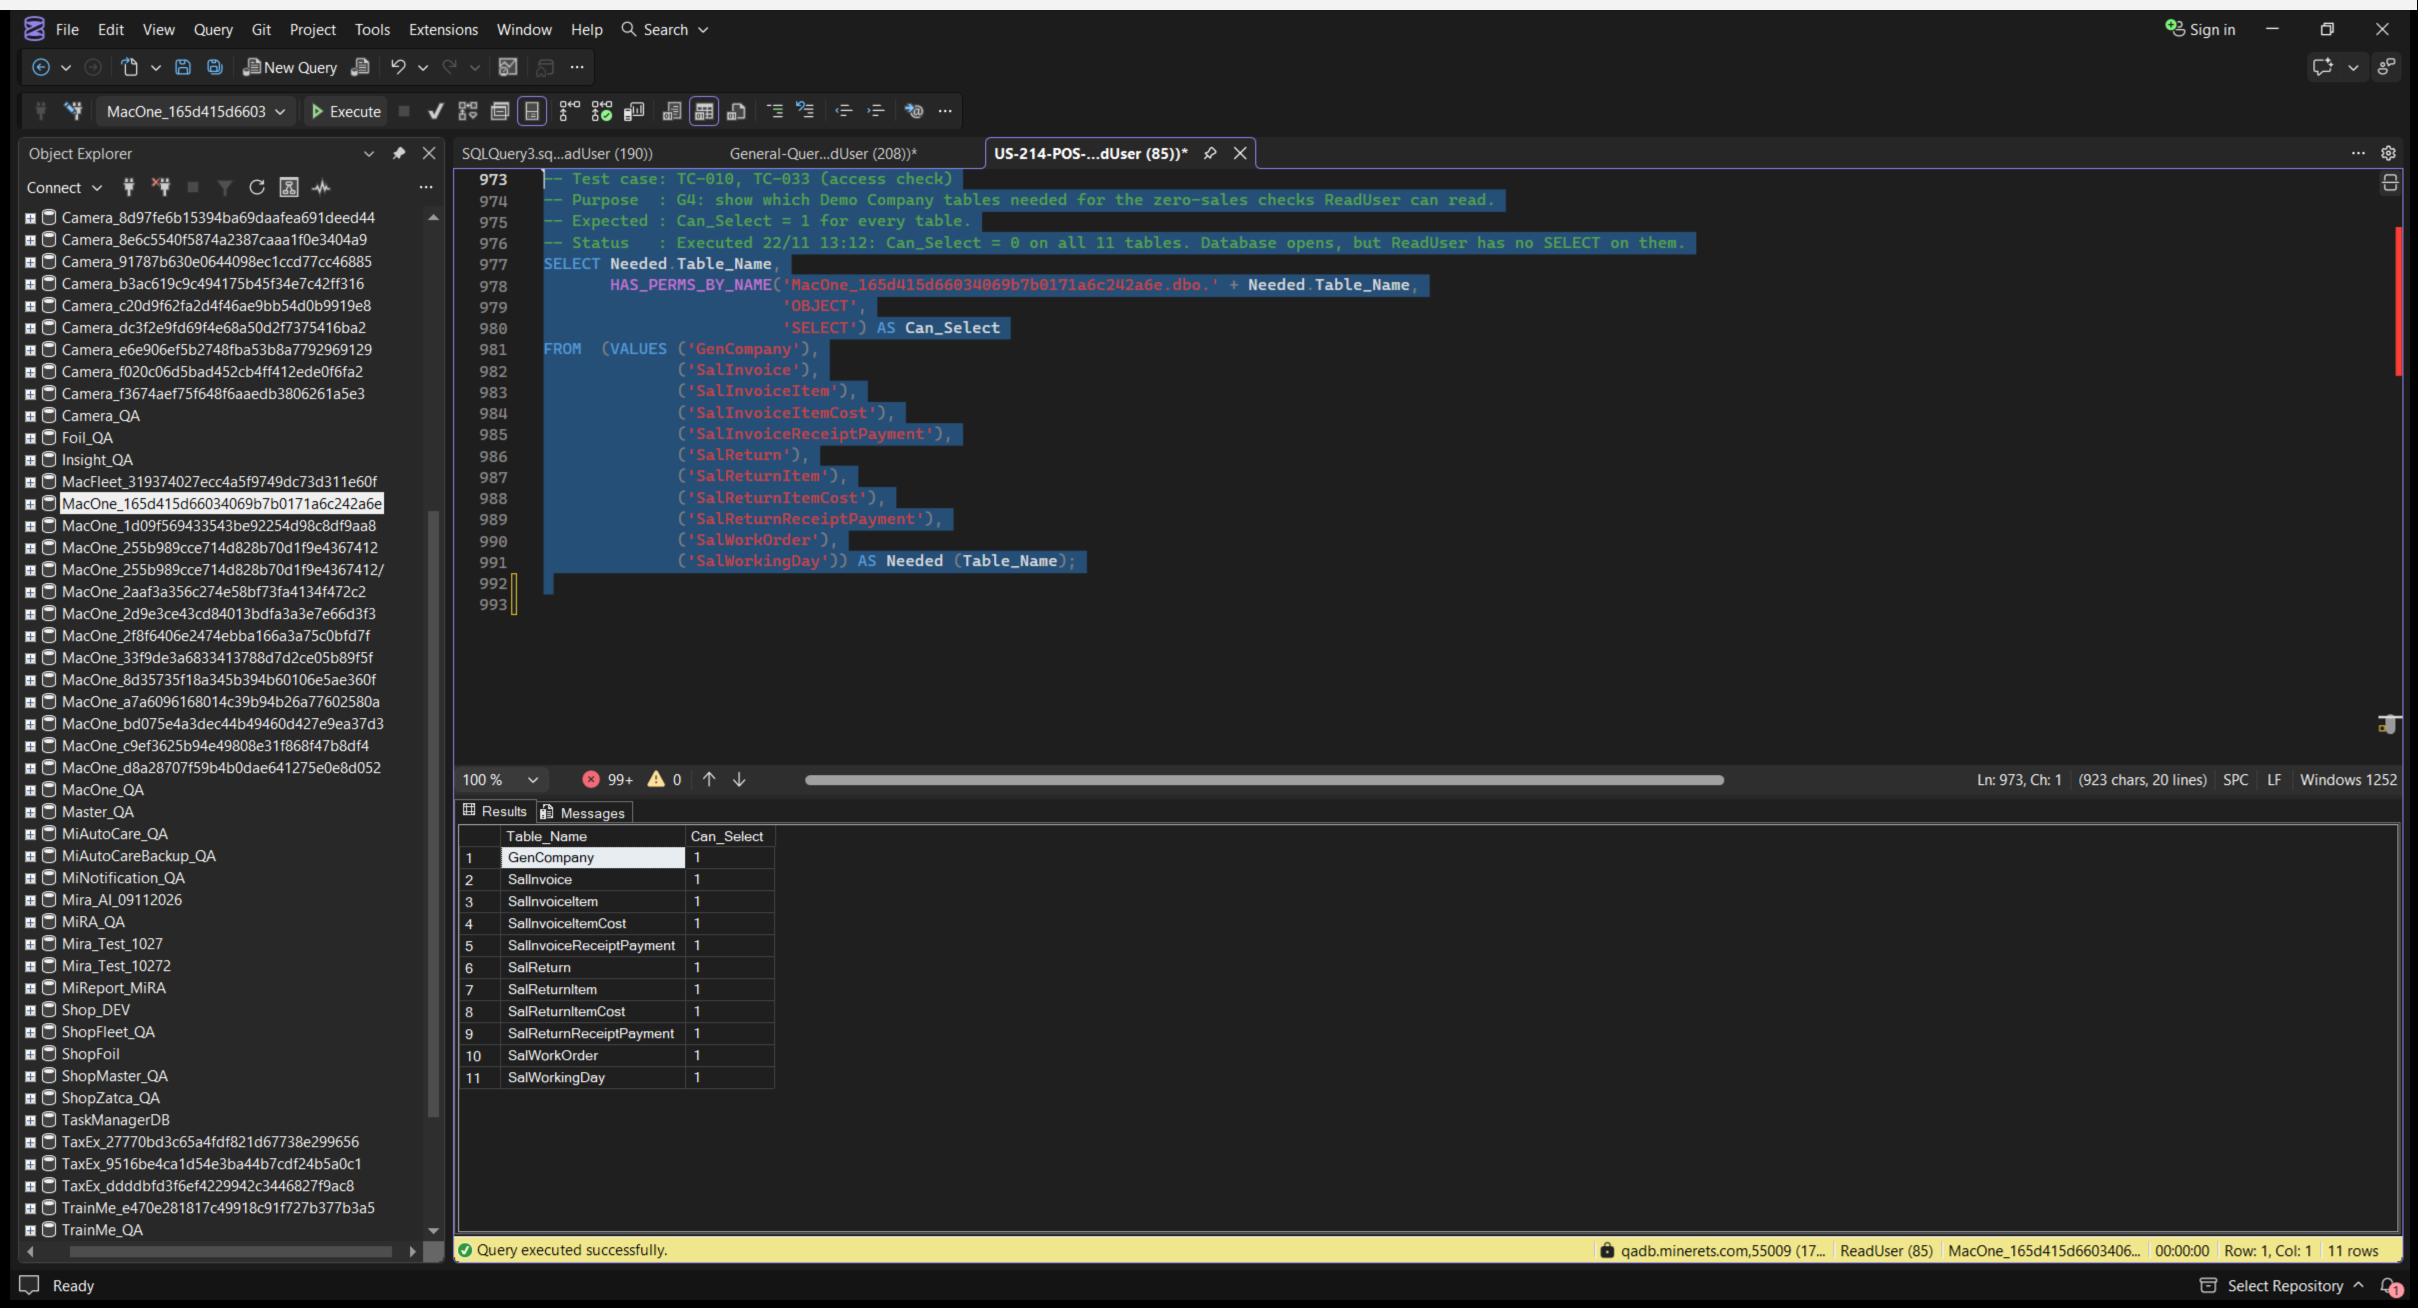 File Edit View Query Git Project Tools Extensions Window Help Search Sign in
New Query
MacOne_165d415d6603 Execute
Object Explorer
Connect
Camera_8d97fe6b15394ba69daafea691deed44
Camera_8e6c5540f5874a2387caaa1f0e3404a9
Camera_91787b630e0644098ec1ccd77cc46885
Camera_b3ac619c9c494175b45f34e7c42ff316
Camera_c20d9f62fa2d4f46ae9bb54d0b9919e8
Camera_dc3f2e9fd69f4e68a50d2f7375416ba2
Camera_e6e906ef5b2748fba53b8a7792969129
Camera_f020c06d5bad452cb4ff412ede0f6fa2
Camera_f3674aef75f648f6aaedb3806261a5e3
Camera_QA
Foil_QA
Insight_QA
MacFleet_319374027ecc4a5f9749dc73d311e60f
MacOne_165d415d66034069b7b0171a6c242a6e
MacOne_1d09f569433543be92254d98c8df9aa8
MacOne_255b989cce714d828b70d1f9e4367412
MacOne_255b989cce714d828b70d1f9e4367412/
MacOne_2aaf3a356c274e58bf73fa4134f472c2
MacOne_2d9e3ce43cd84013bdfa3a3e7e66d3f3
MacOne_2f8f6406e2474ebba166a3a75c0bfd7f
MacOne_33f9de3a6833413788d7d2ce05b89f5f
MacOne_8d35735f18a345b394b60106e5ae360f
MacOne_a7a6096168014c39b94b26a77602580a
MacOne_bd075e4a3dec44b49460d427e9ea37d3
MacOne_c9ef3625b94e49808e31f868f47b8df4
MacOne_d8a28707f59b4b0dae641275e0e8d052
MacOne_QA
Master_QA
MiAutoCare_QA
MiAutoCareBackup_QA
MiNotification_QA
Mira_AI_09112026
MiRA_QA
Mira_Test_1027
Mira_Test_10272
MiReport_MiRA
Shop_DEV
ShopFleet_QA
ShopFoil
ShopMaster_QA
ShopZatca_QA
TaskManagerDB
TaxEx_27770bd3c65a4fdf821d67738e299656
TaxEx_9516be4ca1d54e3ba44b7cdf24b5a0c1
TaxEx_ddddbfd3f6ef4229942c3446827f9ac8
TrainMe_e470e281817c49918c91f727b377b3a5
TrainMe_QA
SQLQuery3.sq...adUser (190)) General-Quer...dUser (208))* US-214-POS-...dUser (85))*
973 -- Test case: TC-010, TC-033 (access check)
974 -- Purpose : G4: show which Demo Company tables needed for the zero-sales checks ReadUser can read.
975 -- Expected : Can_Select = 1 for every table.
976 -- Status : Executed 22/11 13:12: Can_Select = 0 on all 11 tables. Database opens, but ReadUser has no SELECT on them.
977 SELECT Needed.Table_Name,
978 HAS_PERMS_BY_NAME('MacOne_165d415d66034069b7b0171a6c242a6e.dbo.' + Needed.Table_Name,
979 'OBJECT',
980 'SELECT') AS Can_Select
981 FROM (VALUES ('GenCompany'),
982 ('SalInvoice'),
983 ('SalInvoiceItem'),
984 ('SalInvoiceItemCost'),
985 ('SalInvoiceReceiptPayment'),
986 ('SalReturn'),
987 ('SalReturnItem'),
988 ('SalReturnItemCost'),
989 ('SalReturnReceiptPayment'),
990 ('SalWorkOrder'),
991 ('SalWorkingDay')) AS Needed (Table_Name);
992
993
100 % 99+ 0 Ln: 973, Ch: 1 (923 chars, 20 lines) SPC LF Windows 1252
Results Messages
Table_Name Can_Select
1 GenCompany 1
2 SalInvoice 1
3 SalInvoiceItem 1
4 SalInvoiceItemCost 1
5 SalInvoiceReceiptPayment 1
6 SalReturn 1
7 SalReturnItem 1
8 SalReturnItemCost 1
9 SalReturnReceiptPayment 1
10 SalWorkOrder 1
11 SalWorkingDay 1
Query executed successfully. qadb.minerets.com,55009 (17... ReadUser (85) MacOne_165d415d6603406... 00:00:00 Row: 1, Col: 1 11 rows
Ready Select Repository 1